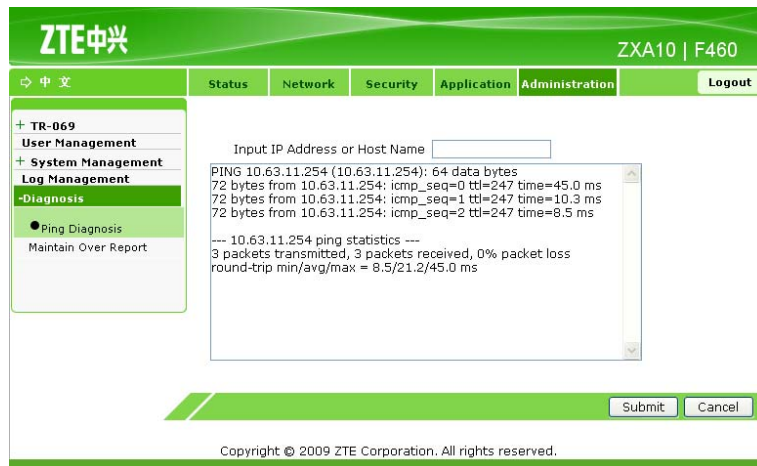 ZTE中兴
ZXA10 | F460
中 文
Status Network Security Application Administration Logout
+ TR-069
User Management
+ System Management
Log Management
-Diagnosis
Ping Diagnosis
Maintain Over Report
Input IP Address or Host Name
PING 10.63.11.254 (10.63.11.254): 64 data bytes
72 bytes from 10.63.11.254: icmp_seq=0 ttl=247 time=45.0 ms
72 bytes from 10.63.11.254: icmp_seq=1 ttl=247 time=10.3 ms
72 bytes from 10.63.11.254: icmp_seq=2 ttl=247 time=8.5 ms
--- 10.63.11.254 ping statistics ---
3 packets transmitted, 3 packets received, 0% packet loss
round-trip min/avg/max = 8.5/21.2/45.0 ms
Submit Cancel
Copyright © 2009 ZTE Corporation. All rights reserved.